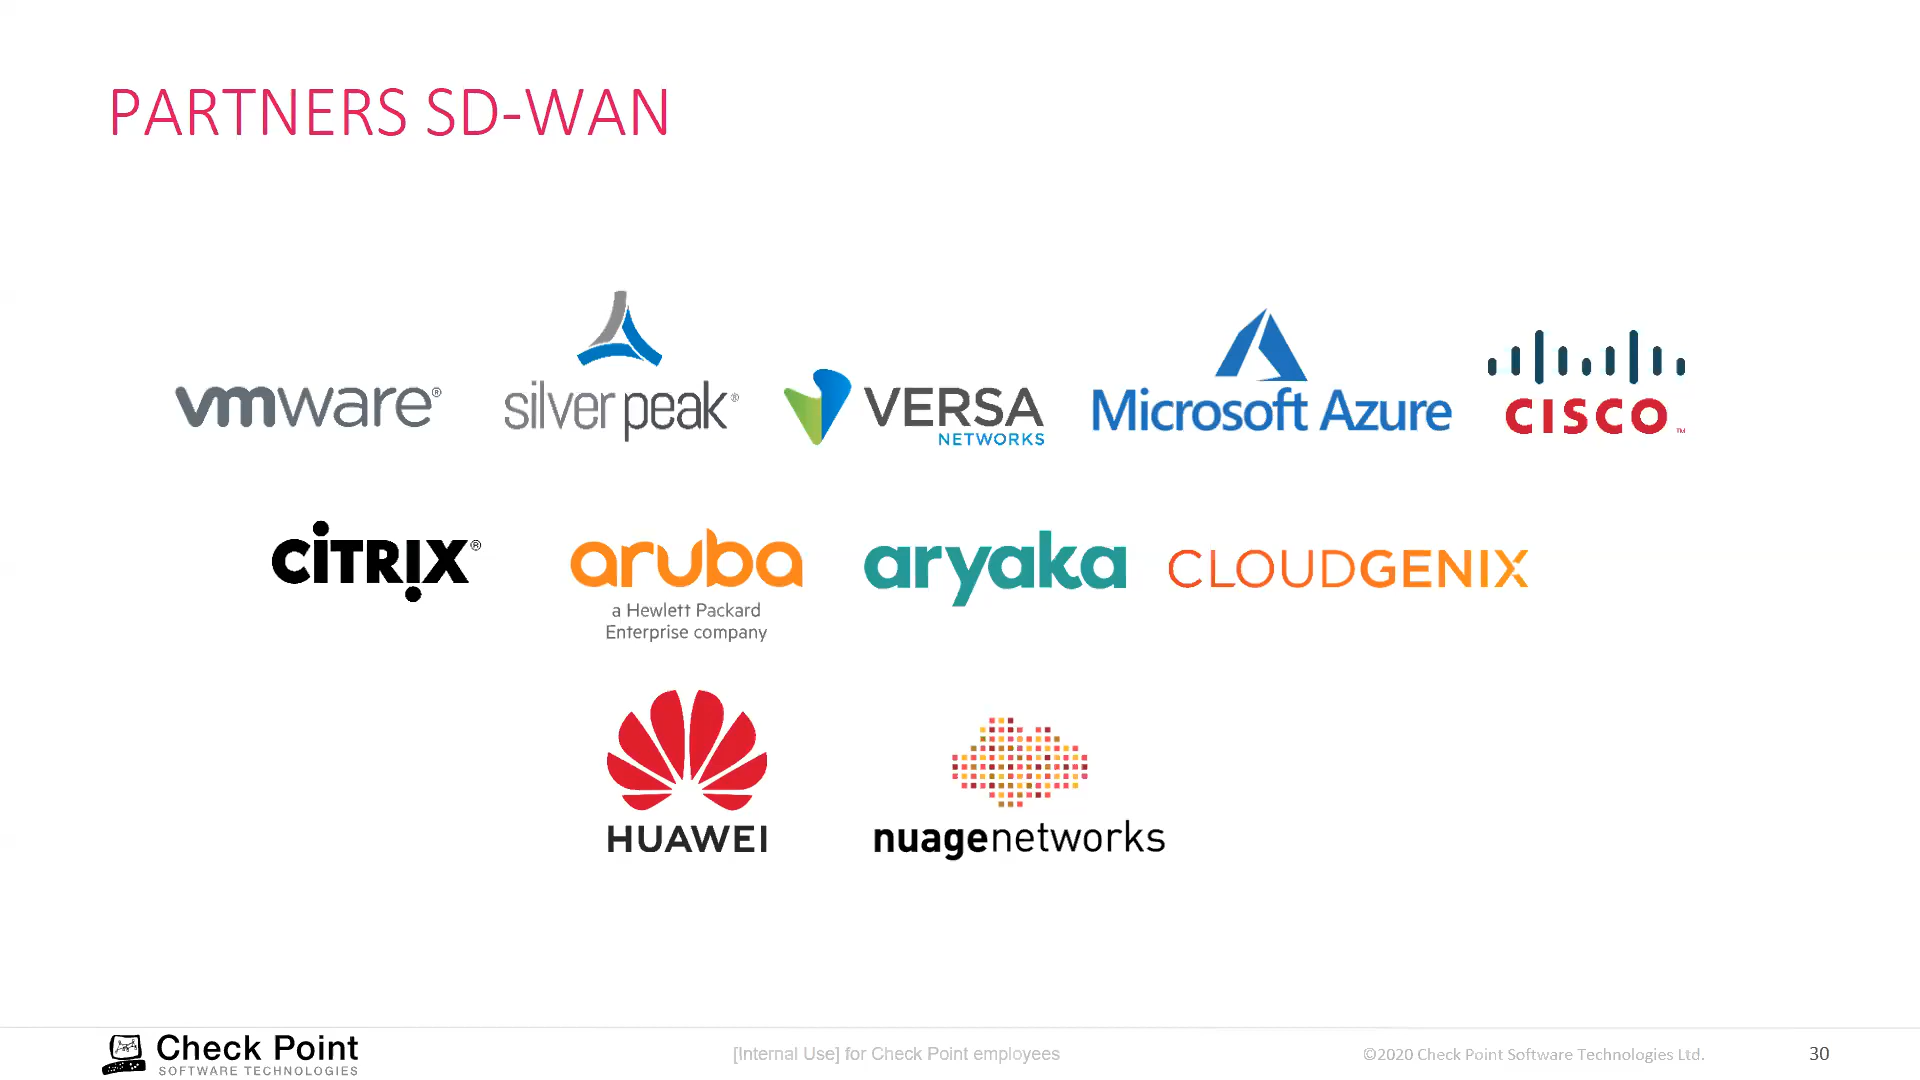 PARTNERS SD-WAN
vmware®
silver peak®
VERSA
NETWORKS
Microsoft Azure
CISCO™
CiTRIX®
aruba
a Hewlett Packard
Enterprise company
aryaka
CLOUDGENIX
HUAWEI
nuagenetworks
Check Point
SOFTWARE TECHNOLOGIES
[Internal Use] for Check Point employees
©2020 Check Point Software Technologies Ltd.
30